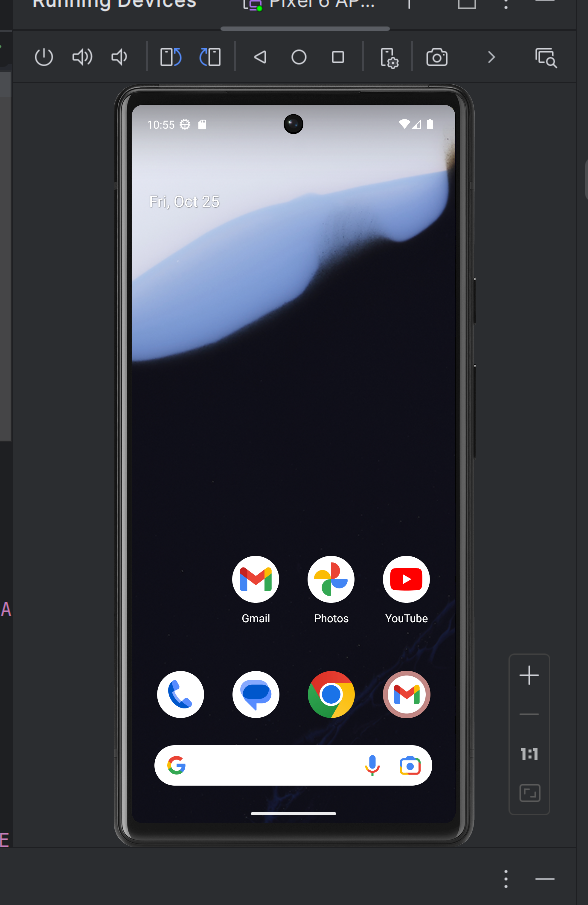 Running Devices
Pixel 6 AP...
10:55
Fri, Oct 25
Gmail
Photos
YouTube
A
1:1
E